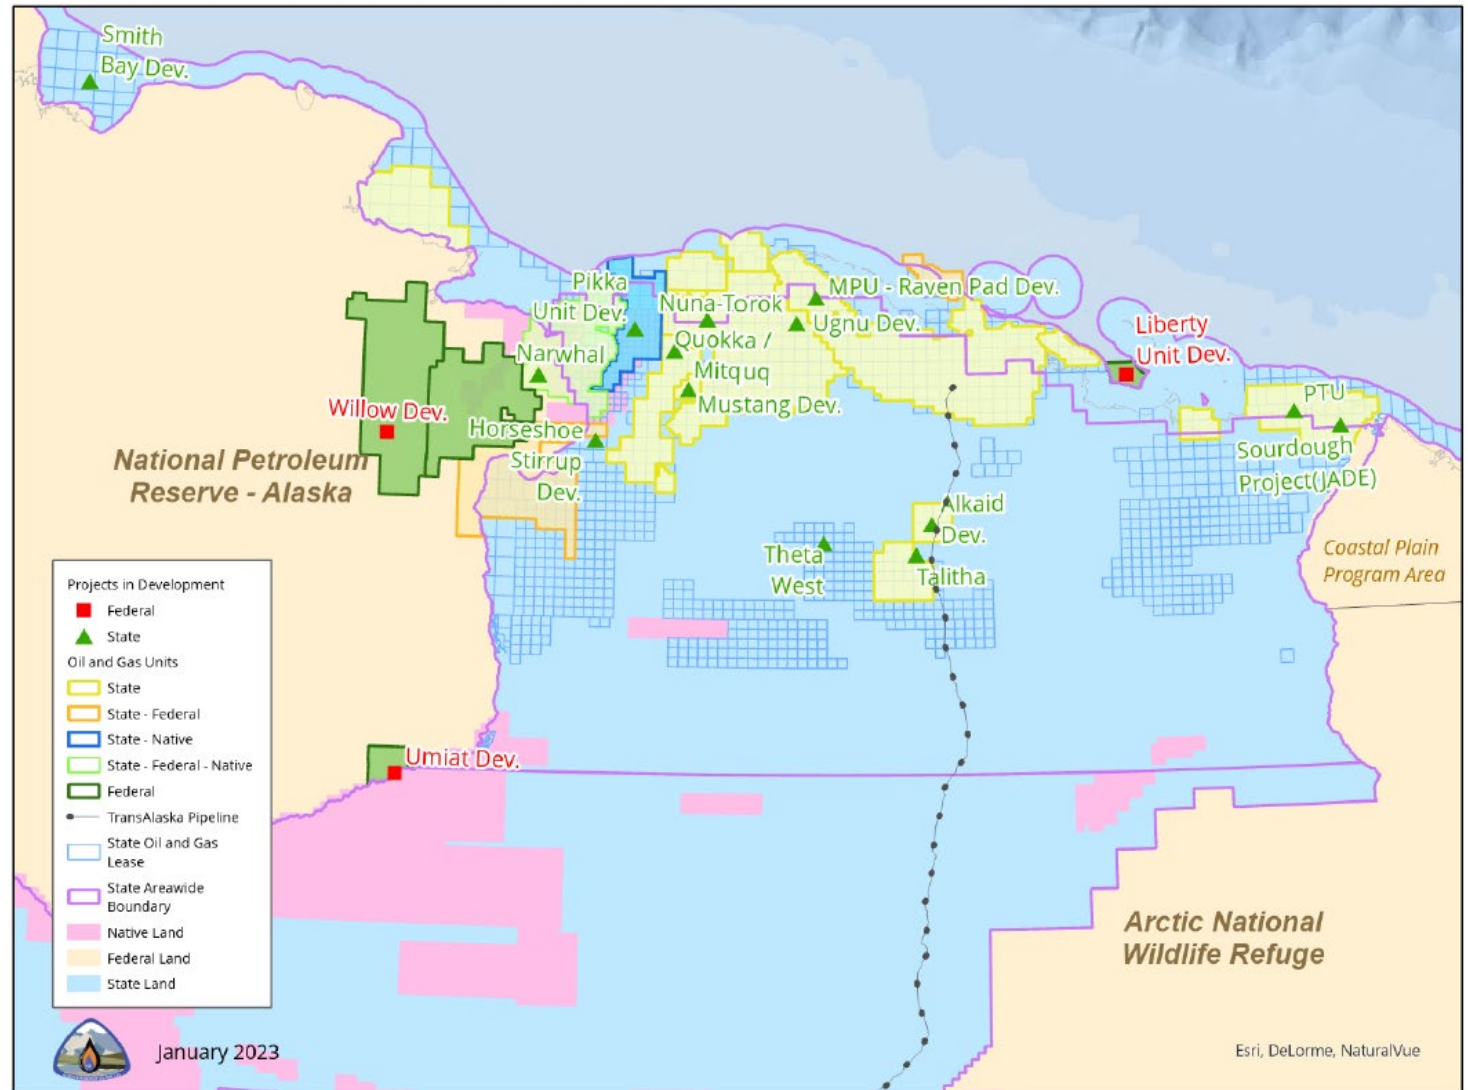 Smith
Bay Dev.
Pikka
Unit Dev.
Nuna-Torok
MPU - Raven Pad Dev.
Ugnu Dev.
Quokka /
Mitquq
Narwhal
Mustang Dev.
Liberty
Unit Dev.
Willow Dev.
Horseshoe
Stirrup
Dev.
PTU
Sourdough
Project(JADE)
National Petroleum
Reserve - Alaska
Alkaid
Dev.
Theta
West
Talitha
Coastal Plain
Program Area
Umiat Dev.
Arctic National
Wildlife Refuge
Projects in Development
Federal
State
Oil and Gas Units
State
State - Federal
State - Native
State - Federal - Native
Federal
TransAlaska Pipeline
State Oil and Gas
Lease
State Areawide
Boundary
Native Land
Federal Land
State Land
January 2023
Esri, DeLorme, NaturalVue